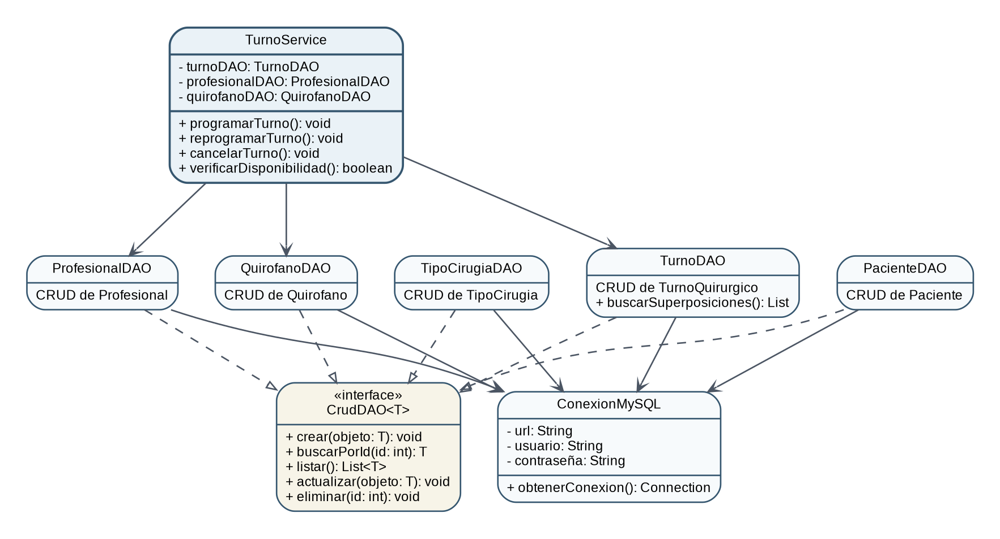 TurnoService
- turnoDAO: TurnoDAO
- profesionalDAO: ProfesionalDAO
- quirofanoDAO: QuirofanoDAO
+ programarTurno(): void
+ reprogramarTurno(): void
+ cancelarTurno(): void
+ verificarDisponibilidad(): boolean
ProfesionalDAO
CRUD de Profesional
QuirofanoDAO
CRUD de Quirofano
TipoCirugiaDAO
CRUD de TipoCirugia
TurnoDAO
CRUD de TurnoQuirurgico
+ buscarSuperposiciones(): List
PacienteDAO
CRUD de Paciente
«interface»
CrudDAO<T>
+ crear(objeto: T): void
+ buscarPorId(id: int): T
+ listar(): List<T>
+ actualizar(objeto: T): void
+ eliminar(id: int): void
ConexionMySQL
- url: String
- usuario: String
- contraseña: String
+ obtenerConexion(): Connection